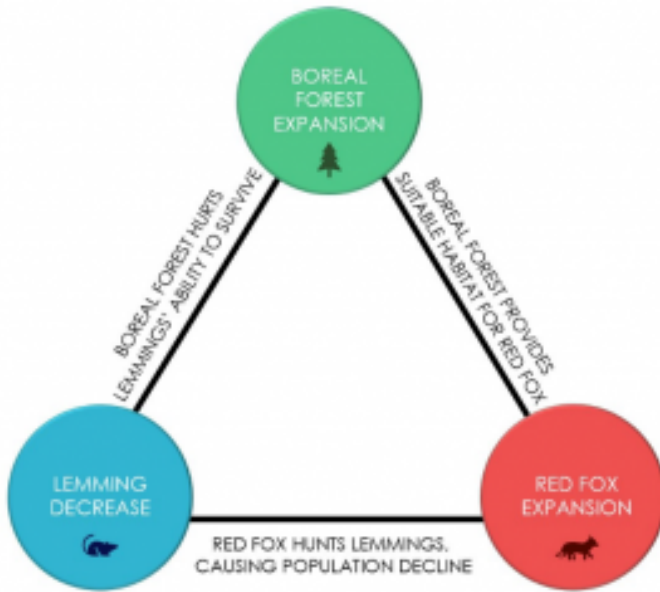 BOREAL
FOREST
EXPANSION
BOREAL FOREST HURTS
LEMMINGS' ABILITY TO SURVIVE
BOREAL FOREST PROVIDES
SUITABLE HABITAT FOR RED FOX
LEMMING
DECREASE
RED FOX
EXPANSION
RED FOX HUNTS LEMMINGS,
CAUSING POPULATION DECLINE